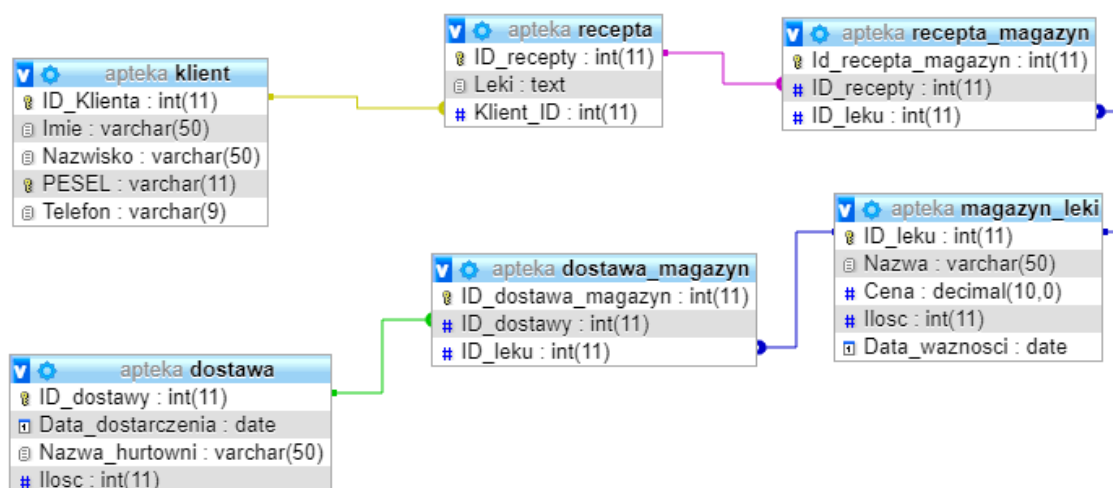 apteka klient
ID_Klienta : int(11)
Imie : varchar(50)
Nazwisko : varchar(50)
PESEL : varchar(11)
Telefon : varchar(9)
apteka recepta
ID_recepty : int(11)
Leki : text
Klient_ID : int(11)
apteka recepta_magazyn
Id_recepta_magazyn : int(11)
ID_recepty : int(11)
ID_leku : int(11)
apteka dostawa
ID_dostawy : int(11)
Data_dostarczenia : date
Nazwa_hurtowni : varchar(50)
Ilosc : int(11)
apteka dostawa_magazyn
ID_dostawa_magazyn : int(11)
ID_dostawy : int(11)
ID_leku : int(11)
apteka magazyn_leki
ID_leku : int(11)
Nazwa : varchar(50)
Cena : decimal(10,0)
Ilosc : int(11)
Data_waznosci : date